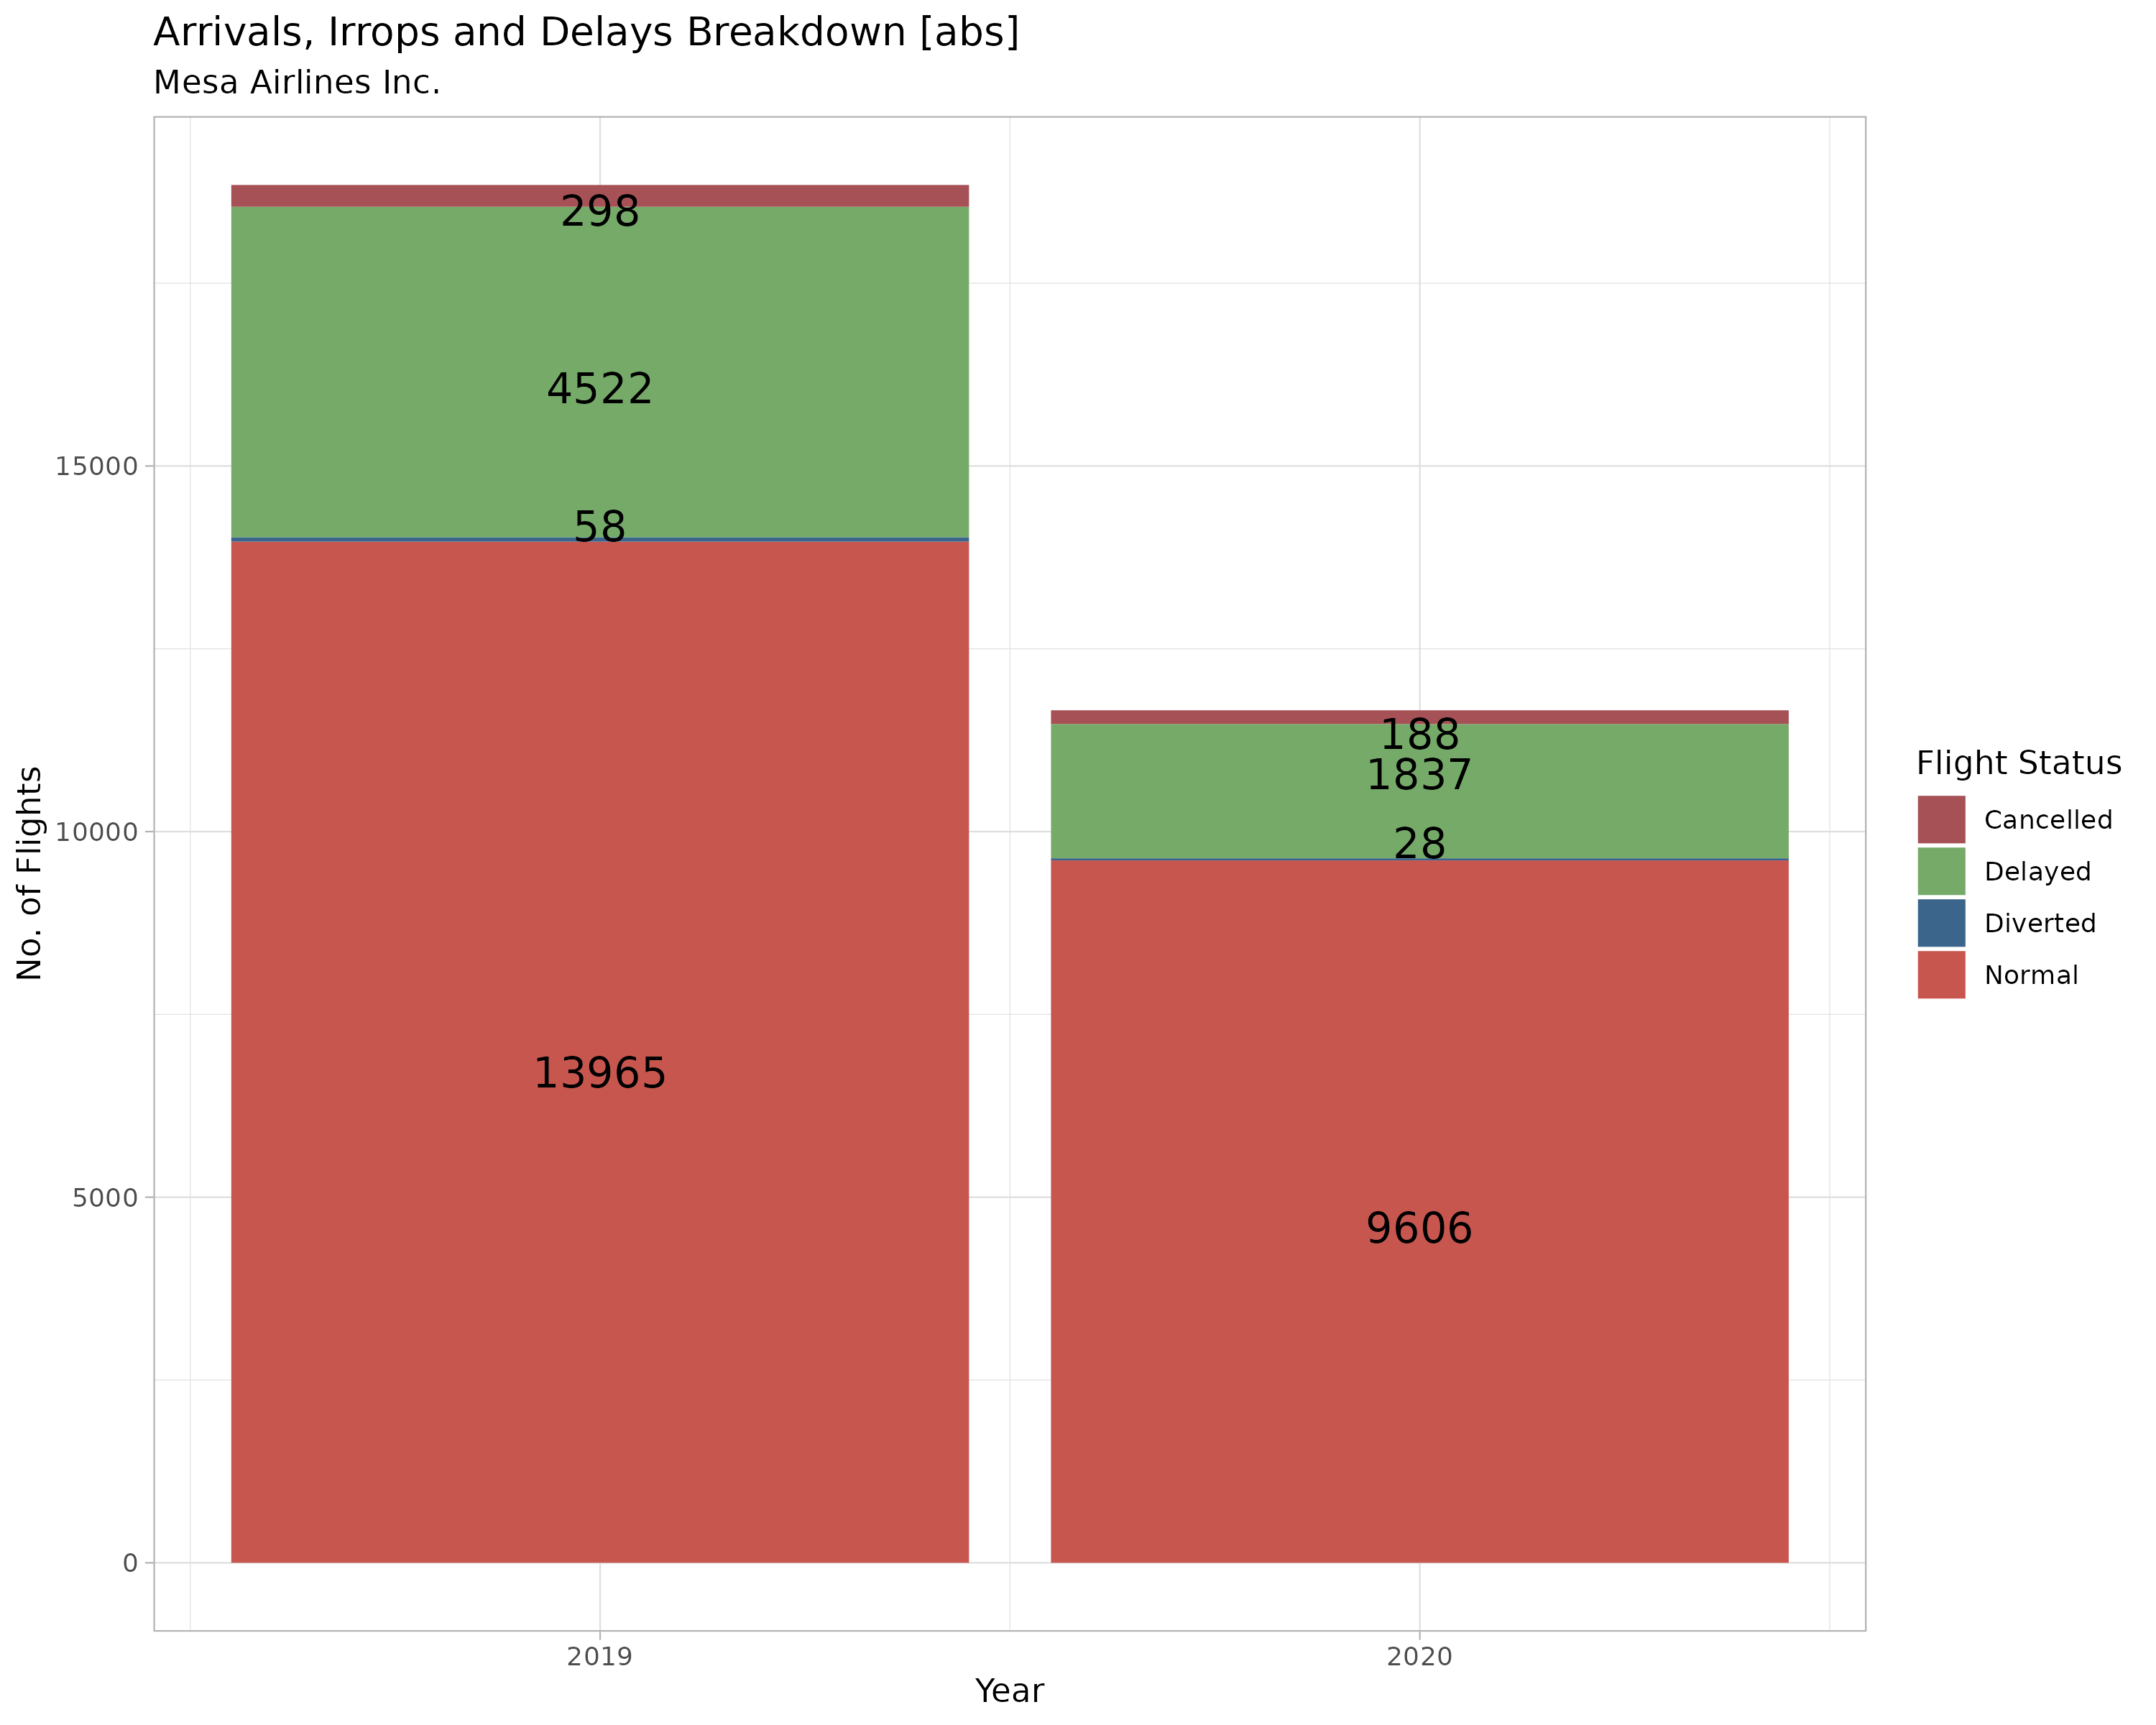 Arrivals, Irrops and Delays Breakdown [abs]
Mesa Airlines Inc.
298
4522
15000
58
188
1837
10000
28
No. of Flights
Flight Status
Cancelled
Delayed
Diverted
Normal
13965
5000
9606
0
2019
2020
Year